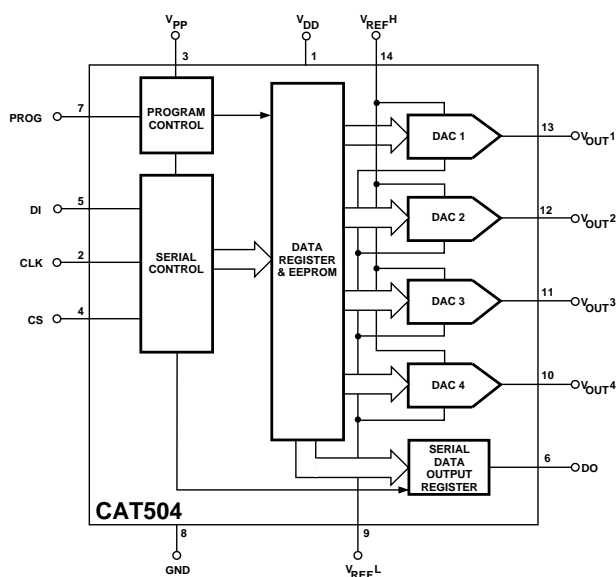 VPP
VDD
VREFH
3
1
14
PROG
7
PROGRAM
CONTROL
DAC 1
13
VOUT1
DI
5
DAC 2
12
VOUT2
CLK
2
SERIAL
CONTROL
DATA
REGISTER
& EEPROM
CS
4
DAC 3
11
VOUT3
DAC 4
10
VOUT4
SERIAL
DATA
OUTPUT
REGISTER
6
DO
CAT504
8
9
GND
VREFL